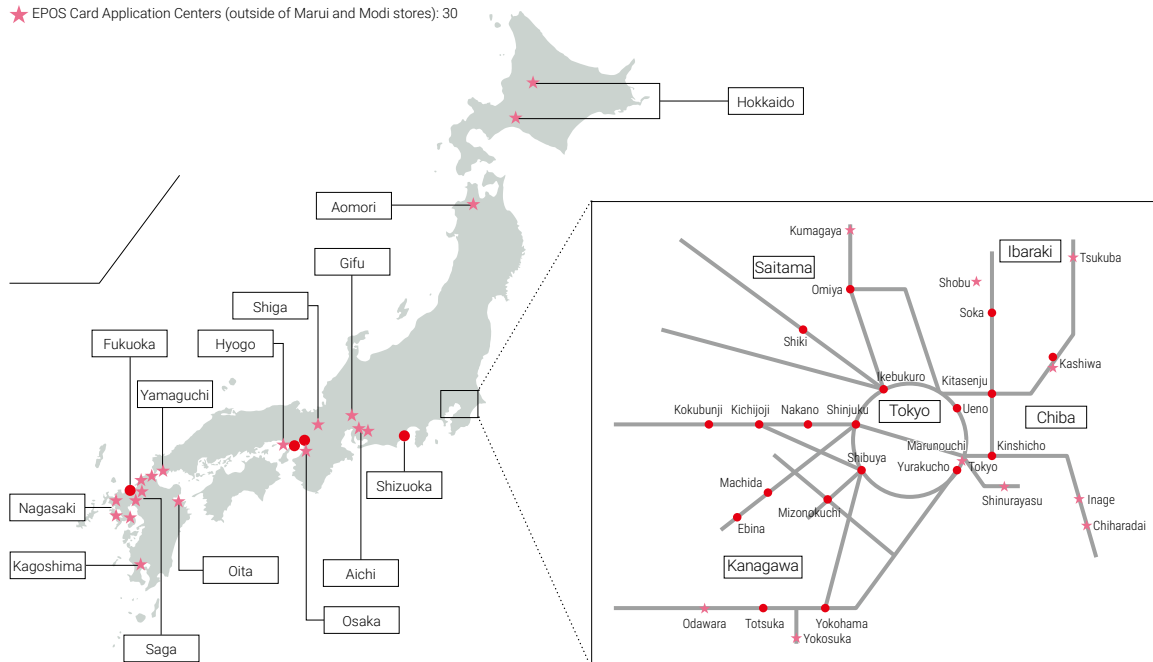 EPOS Card Application Centers (outside of Marui and Modi stores): 30
Hokkaido
Aomori
Gifu
Shiga
Fukuoka
Hyogo
Yamaguchi
Nagasaki
Shizuoka
Kagoshima
Oita
Aichi
Osaka
Saga
Kumagaya
Ibaraki
Saitama
Tsukuba
Shobu
Omiya
Soka
Shiki
Kashiwa
Ikebukuro
Kitasenju
Kokubunji
Kichijoji
Nakano
Shinjuku
Tokyo
Ueno
Chiba
Marunouchi
Kinshicho
Shibuya
Yurakucho
Tokyo
Machida
Shinurayasu
Inage
Mizonokuchi
Ebina
Chiharadai
Kanagawa
Odawara
Totsuka
Yokohama
Yokosuka